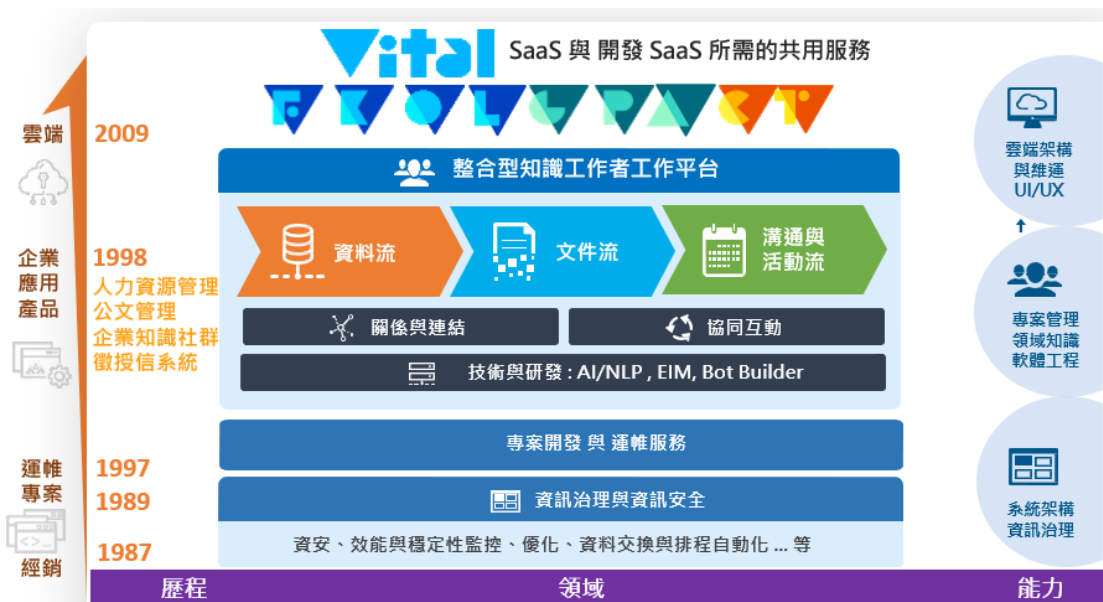 Vital SaaS 與 開發 SaaS 所需的共用服務
雲端
2009
整合型知識工作者工作平台
資料流
文件流
溝通與
活動流
關係與連結
協同互動
技術與研發 : AI/NLP , EIM, Bot Builder
企業
應用
產品
1998
人力資源管理
公文管理
企業知識社群
徵授信系統
專案開發 與 運帷服務
運帷
專案
1997
1989
資訊治理與資訊安全
經銷
1987
資安、效能與穩定性監控、優化、資料交換與排程自動化 ... 等
雲端架構
與維運
UI/UX
專案管理
領域知識
軟體工程
系統架構
資訊治理
歷程
領域
能力